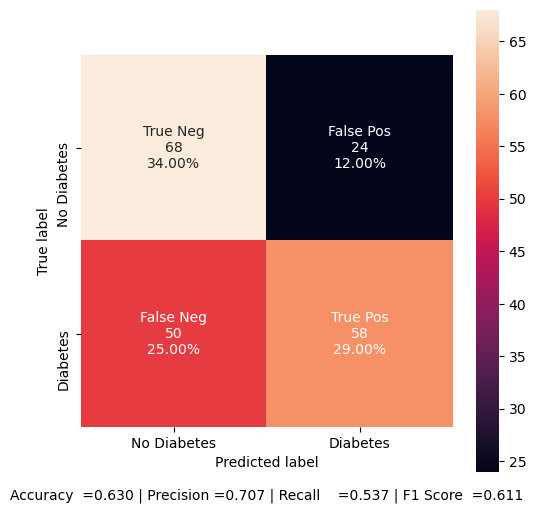 True Neg
68
34.00%
False Pos
24
12.00%
False Neg
50
25.00%
True Pos
58
29.00%
No Diabetes
Diabetes
True label
No Diabetes
Diabetes
Predicted label
65
60
55
50
45
40
35
30
25
Accuracy  =0.630 | Precision =0.707 | Recall    =0.537 | F1 Score  =0.611